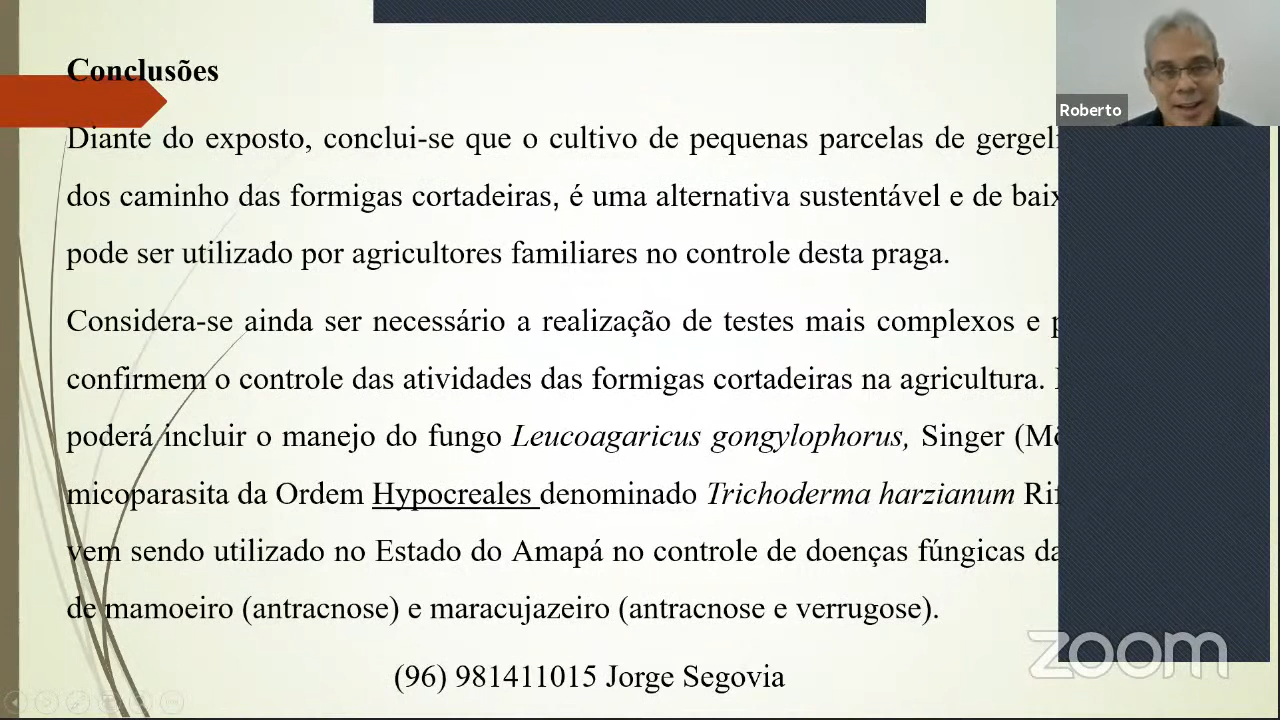 Conclusões
Roberto
Diante do exposto, conclui-se que o cultivo de pequenas parcelas de
dos caminho das formigas cortadeiras, é uma alternativa sustentável e de
pode ser utilizado por agricultores familiares no controle desta praga.
Considera-se ainda ser necessário a realização de testes mais complexos e
confirmem o controle das atividades das formigas cortadeiras na agricultura.
poderá incluir o manejo do fungo Leucoagaricus gongylophorus, Singer
micoparasita da Ordem Hypocreales denominado Trichoderma harzianum
vem sendo utilizado no Estado do Amapá no controle de doenças fúngicas
de mamoeiro (antracnose) e maracujazeiro (antracnose e verrugose).
zoom
(96) 981411015 Jorge Segovia